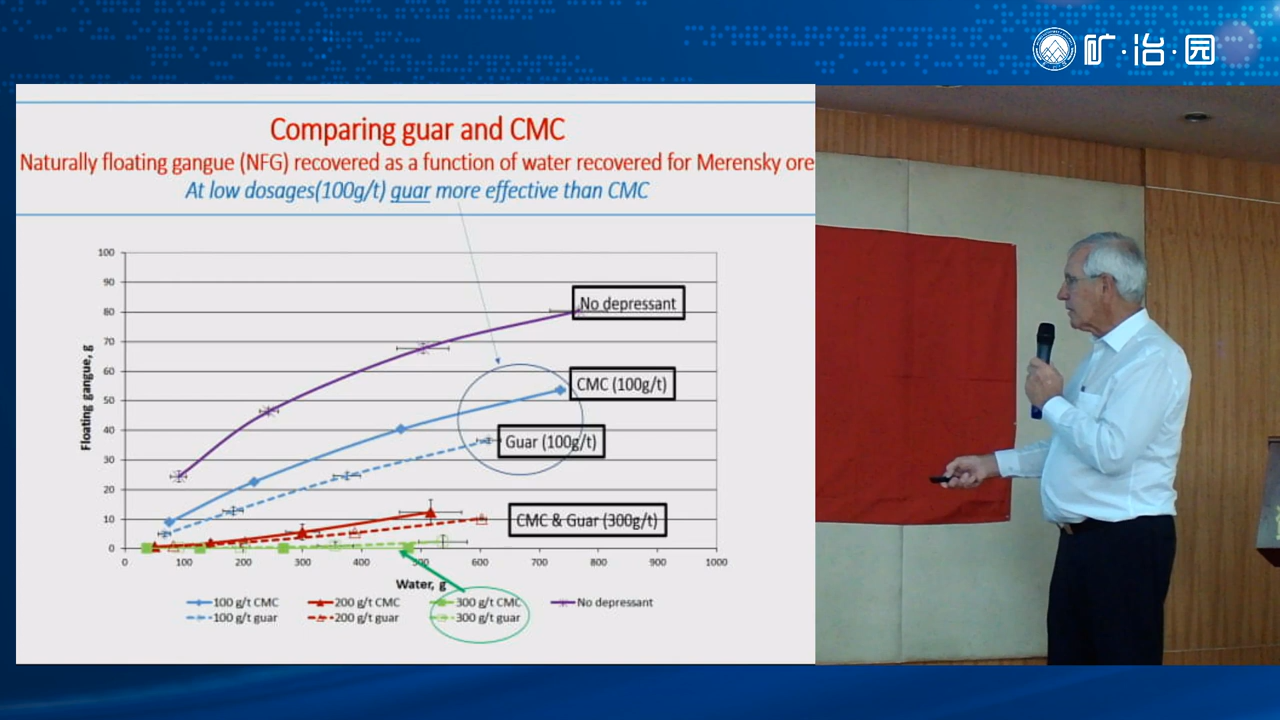 矿·冶·园
Comparing guar and CMC
Naturally floating gangue (NFG) recovered as a function of water recovered for Merensky ore
At low dosages(100g/t) guar more effective than CMC
100
90
80
70
60
50
40
30
20
10
0
Floating gangue, g
No depressant
CMC (100g/t)
Guar (100g/t)
CMC & Guar (300g/t)
0 100 200 300 400 500 600 700 800 900 1000
Water, g
100 g/t CMC 200 g/t CMC 300 g/t CMC No depressant
100 g/t guar 200 g/t guar 300 g/t guar